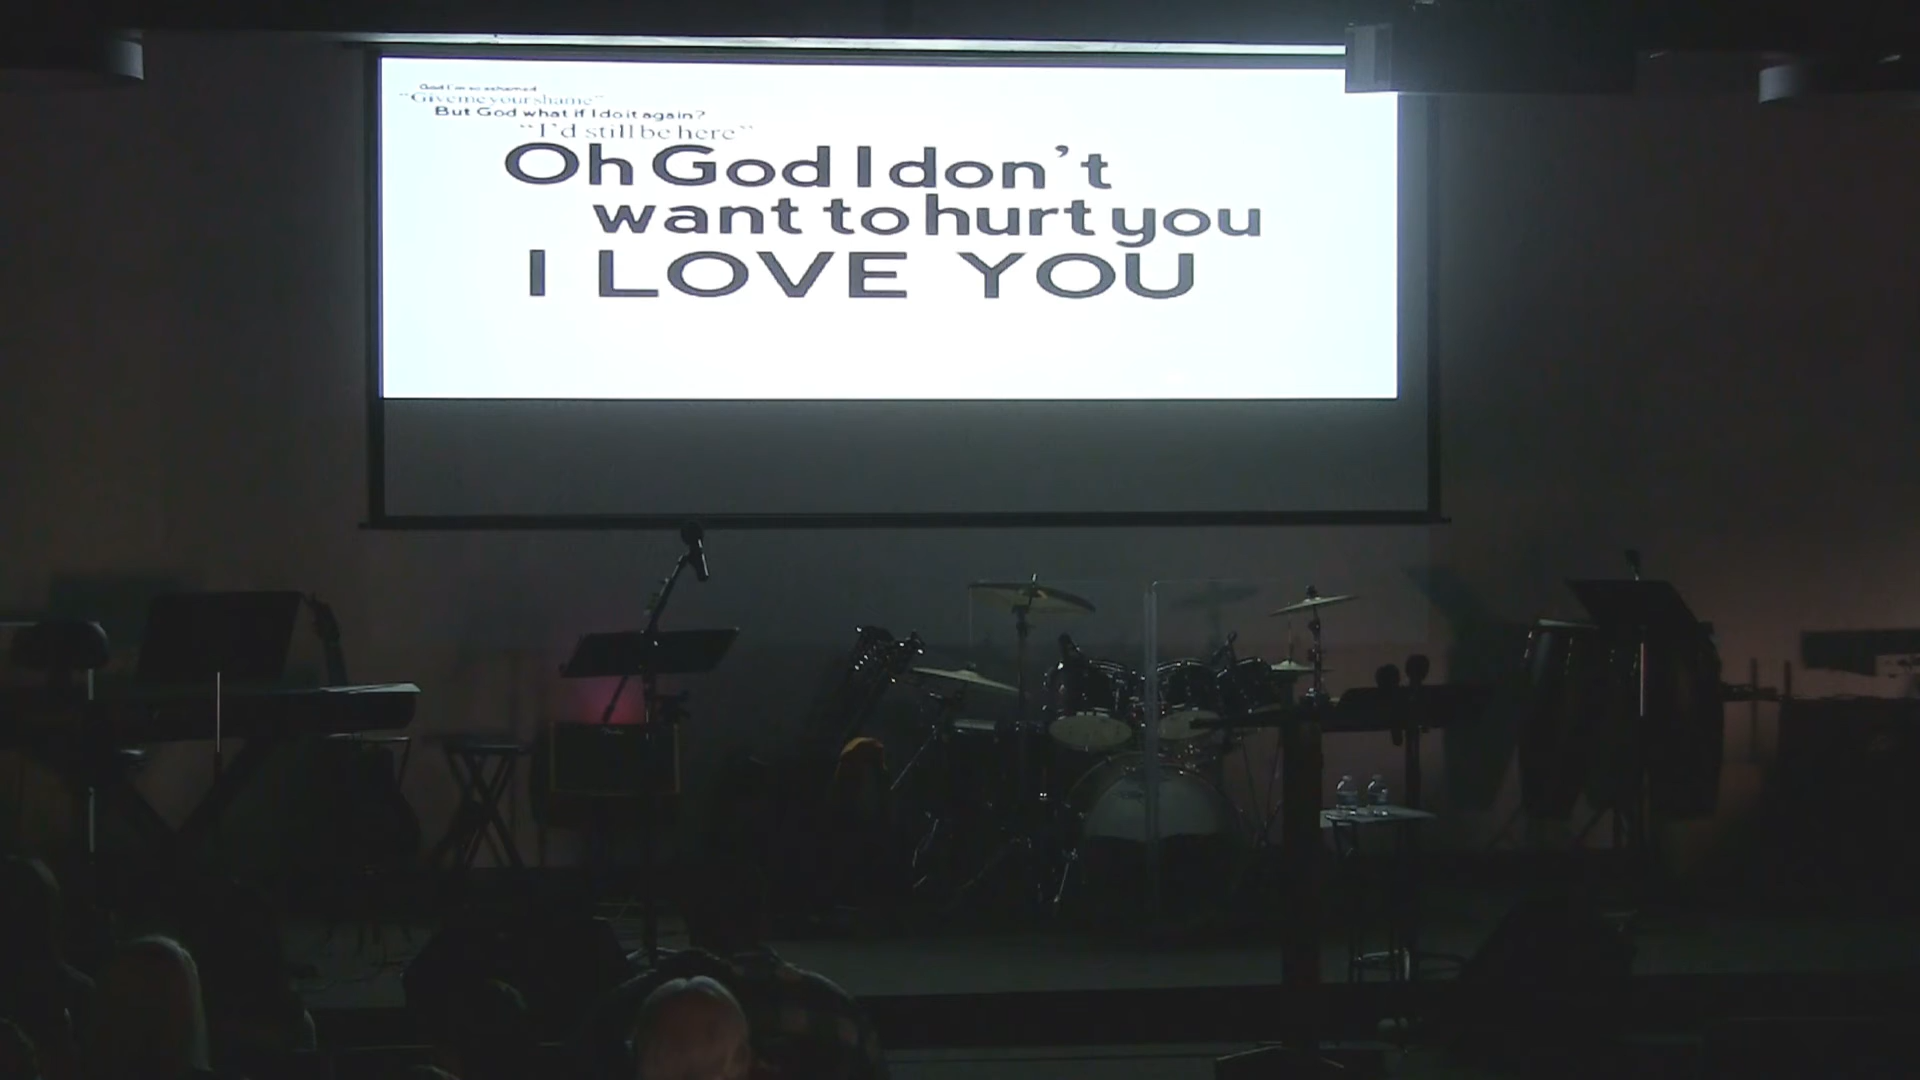 God I'm so ashamed
"Give me your shame"
But God what if I do it again?
"I'd still be here"
Oh God I don't
want to hurt you
I LOVE YOU